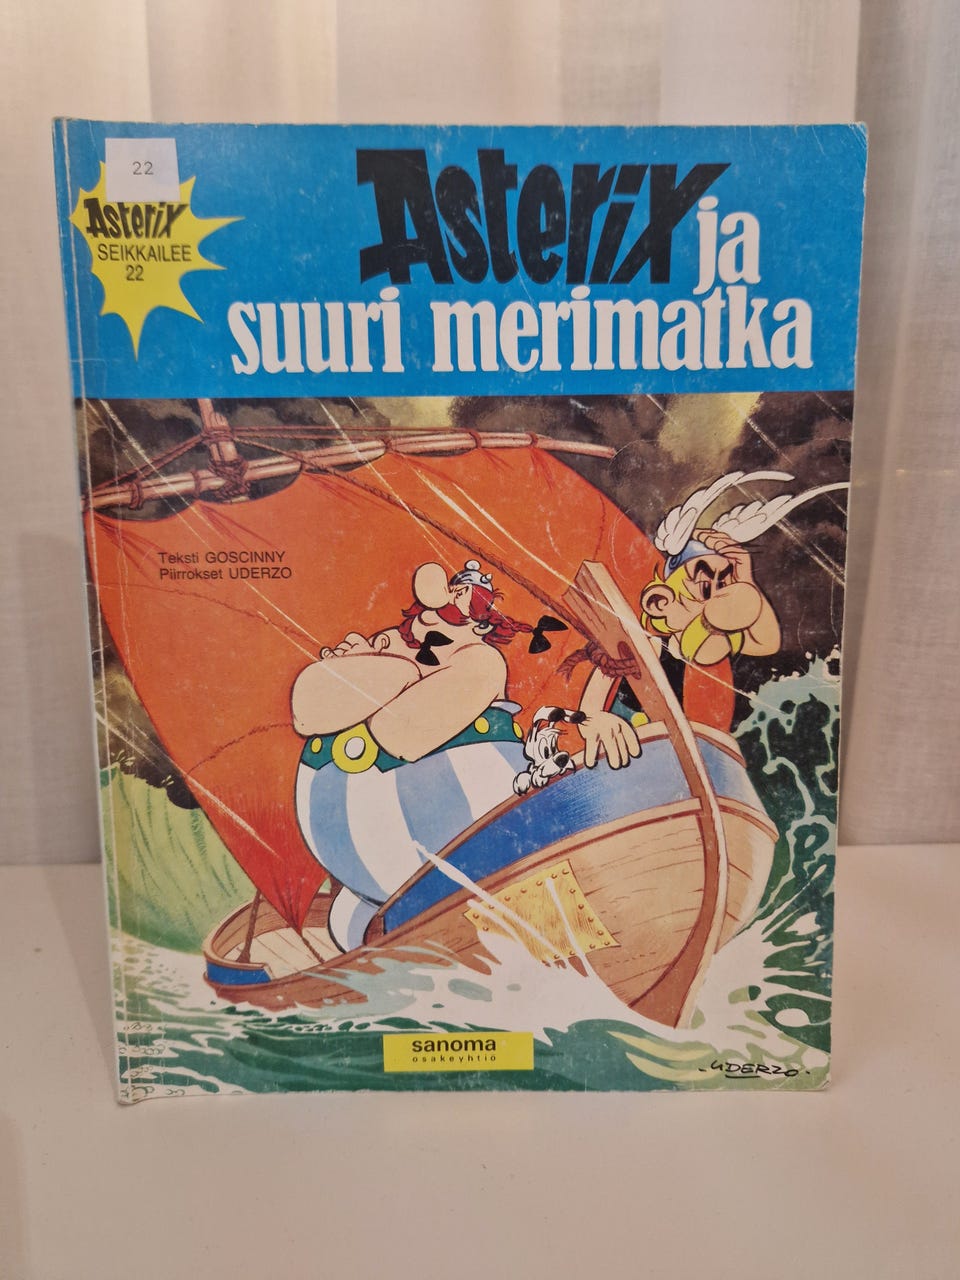 22
Asterix
SEIKKAILEE
22
Asterix ja
suuri merimatka
Teksti GOSCINNY
Piirrokset UDERZO
sanoma
osakeyhtiö
UDERZO